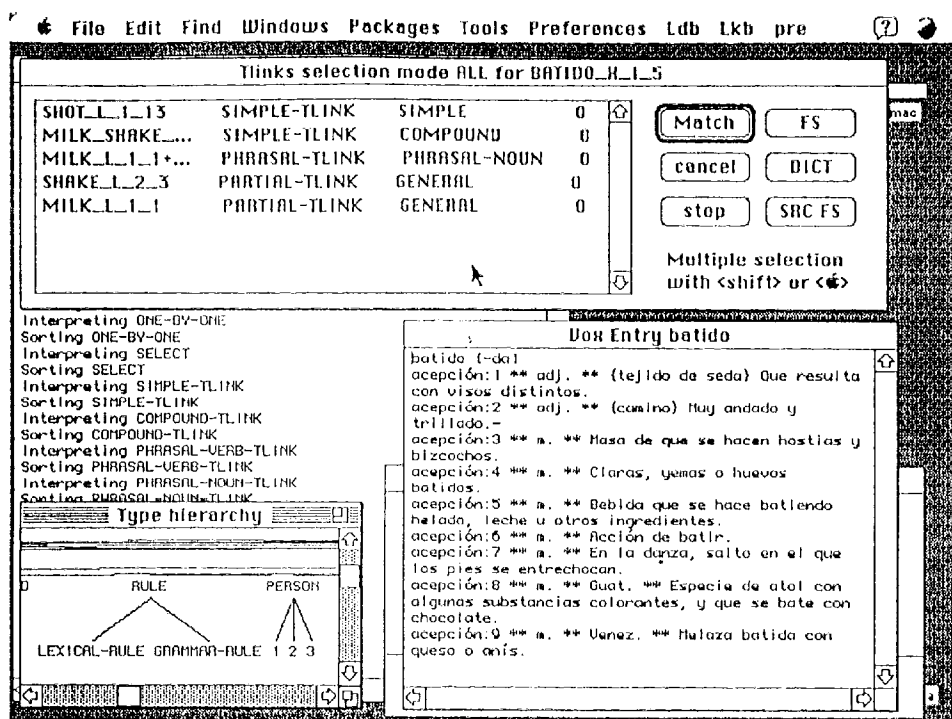 File Edit Find Windows Packages Tools Preferences Ldb Lkb pre
Tlinks selection mode ALL for BATIDO_X_I_5
SHOT_L_1_13 SIMPLE-TLINK SIMPLE 0
MILK_SHAKE_... SIMPLE-TLINK COMPOUND 0
MILK_L_1_1+... PHRASAL-TLINK PHRASAL-NOUN 0
SHAKE_L_2_3 PARTIAL-TLINK GENERAL 0
MILK_L_1_1 PARTIAL-TLINK GENERAL 0
Match FS
cancel DICT
stop SRC FS
Multiple selection
with <shift> or <>
mac
Interpreting ONE-BY-ONE
Sorting ONE-BY-ONE
Interpreting SELECT
Sorting SELECT
Interpreting SIMPLE-TLINK
Sorting SIMPLE-TLINK
Interpreting COMPOUND-TLINK
Sorting COMPOUND-TLINK
Interpreting PHRASAL-VERB-TLINK
Sorting PHRASAL-VERB-TLINK
Interpreting PHRASAL-NOUN-TLINK
Sorting PHRASAL-NOUN-TLINK
Type hierarchy
RULE PERSON
LEXICAL-RULE GRAMMAR-RULE 1 2 3
Vox Entry batido
batido (-da)
acepción:1 ** adj. ** (tejido de seda) Que resulta
con visos distintos.
acepción:2 ** adj. ** (camino) Muy andado y
trillado.-
acepción:3 ** m. ** Masa de que se hacen hostias y
bizcochos.
acepción:4 ** m. ** Claras, yemas o huevos
batidos.
acepción:5 ** m. ** Bebida que se hace batiendo
helado, leche u otros ingredientes.
acepción:6 ** m. ** Acción de batir.
acepción:7 ** m. ** En la danza, salto en el que
los pies se entrechocan.
acepción:8 ** m. ** Guat. ** Especie de atol con
algunas substancias colorantes, y que se bate con
chocolate.
acepción:9 ** m. ** Venez. ** Melaza batida con
queso o anís.